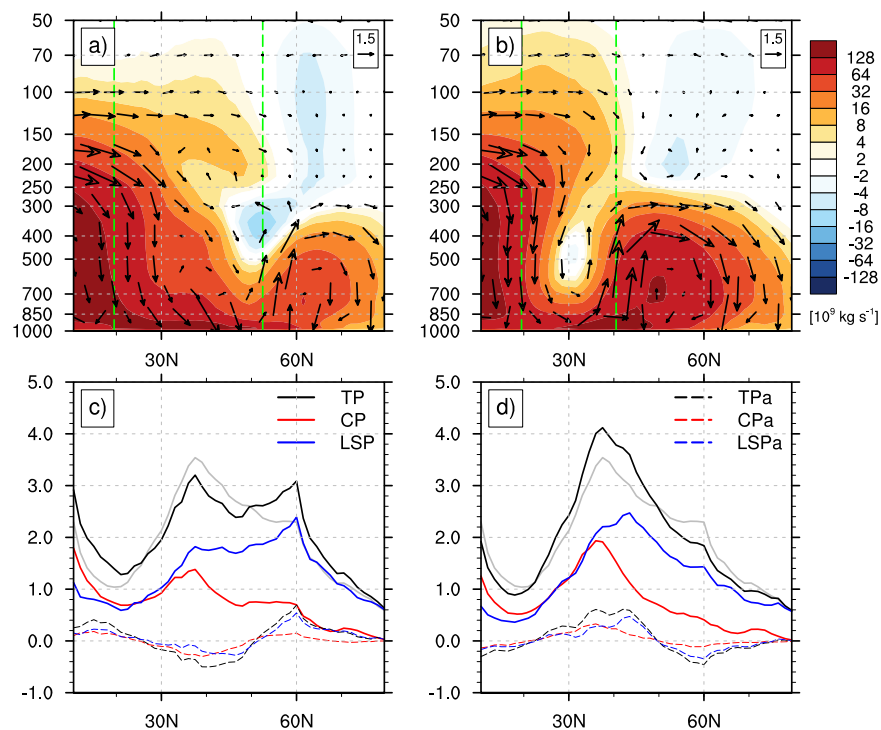 a)
1.5
50
70
100
150
200
250
300
400
500
700
850
1000
30N
60N
b)
1.5
50
70
100
150
200
250
300
400
500
700
850
1000
30N
60N
128
64
32
16
8
4
2
-2
-4
-8
-16
-32
-64
-128
[10⁹ kg s⁻¹]
c)
TP
CP
LSP
5.0
4.0
3.0
2.0
1.0
0.0
-1.0
30N
60N
d)
TPa
CPa
LSPa
5.0
4.0
3.0
2.0
1.0
0.0
-1.0
30N
60N